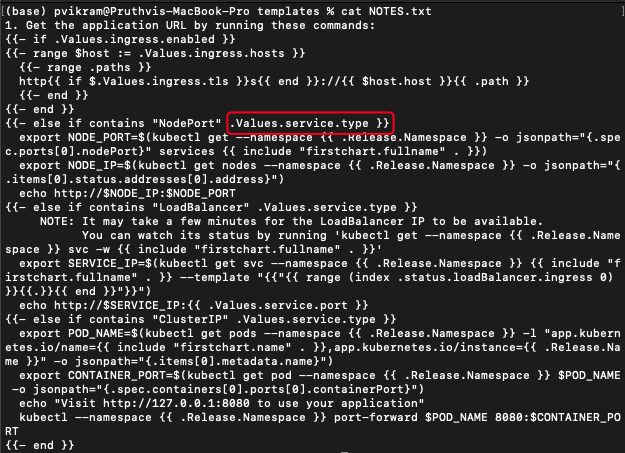 (base) pvikram@Pruthvis-MacBook-Pro templates % cat NOTES.txt
1. Get the application URL by running these commands:
{{- if .Values.ingress.enabled }}
{{- range $host := .Values.ingress.hosts }}
  {{- range .paths }}
  http{{ if $.Values.ingress.tls }}s{{ end }}://{{ $host.host }}{{ .path }}
  {{- end }}
{{- end }}
{{- else if contains "NodePort" .Values.service.type }}
  export NODE_PORT=$(kubectl get --namespace {{ .Release.Namespace }} -o jsonpath="{.spe
c.ports[0].nodePort}" services {{ include "firstchart.fullname" . }})
  export NODE_IP=$(kubectl get nodes --namespace {{ .Release.Namespace }} -o jsonpath="{
.items[0].status.addresses[0].address}")
  echo http://$NODE_IP:$NODE_PORT
{{- else if contains "LoadBalancer" .Values.service.type }}
     NOTE: It may take a few minutes for the LoadBalancer IP to be available.
           You can watch its status by running 'kubectl get --namespace {{ .Release.Name
space }} svc -w {{ include "firstchart.fullname" . }}'
  export SERVICE_IP=$(kubectl get svc --namespace {{ .Release.Namespace }} {{ include "f
irstchart.fullname" . }} --template "{{"{{ range (index .status.loadBalancer.ingress 0)
}}{{.}}{{ end }}"}}")
  echo http://$SERVICE_IP:{{ .Values.service.port }}
{{- else if contains "ClusterIP" .Values.service.type }}
  export POD_NAME=$(kubectl get pods --namespace {{ .Release.Namespace }} -l "app.kubern
etes.io/name={{ include "firstchart.name" . }},app.kubernetes.io/instance={{ .Release.Na
me }}" -o jsonpath="{.items[0].metadata.name}")
  export CONTAINER_PORT=$(kubectl get pod --namespace {{ .Release.Namespace }} $POD_NAME
 -o jsonpath="{.spec.containers[0].ports[0].containerPort}")
  echo "Visit http://127.0.0.1:8080 to use your application"
  kubectl --namespace {{ .Release.Namespace }} port-forward $POD_NAME 8080:$CONTAINER_PO
RT
{{- end }}